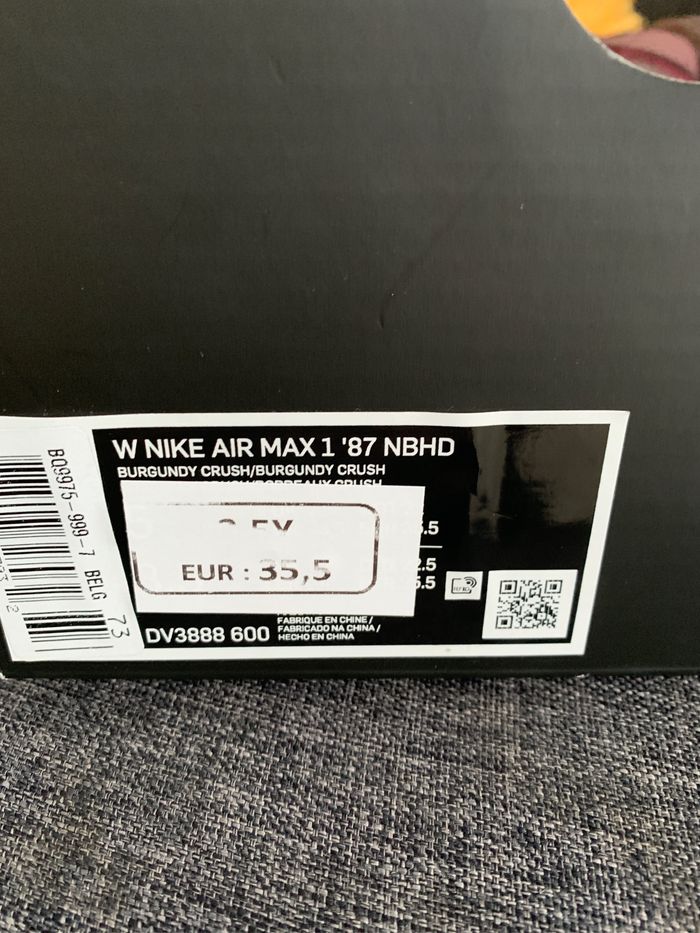 W NIKE AIR MAX 1 '87 NBHD
BURGUNDY CRUSH/BURGUNDY CRUSH
CRUSH
EUR : 35,5
DV3888 600
FABRIQUE EN CHINE /
FABRICADO NA CHINA /
HECHO EN CHINA
BQ9975-999-7 BELG
73